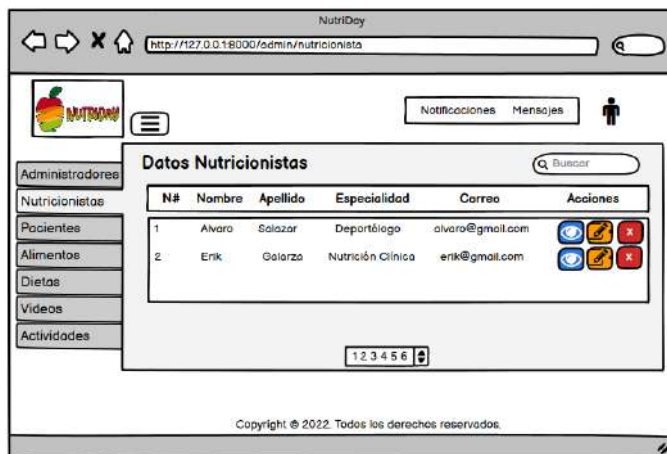 NutriDay
http://127.0.0.1:8000/admin/nutricionista
NUTRIDAY
Notificaciones Mensajes
Datos Nutricionistas
Buscar
Administradores
Nutricionistas
Pacientes
Alimentos
Dietas
Videos
Actividades
N# Nombre Apellido Especialidad Correo Acciones
1 Alvaro Salazar Deportólogo alvaro@gmail.com x
2 Erik Galarza Nutrición Clínica erik@gmail.com x
1 2 3 4 5 6
Copyright © 2022. Todos los derechos reservados.